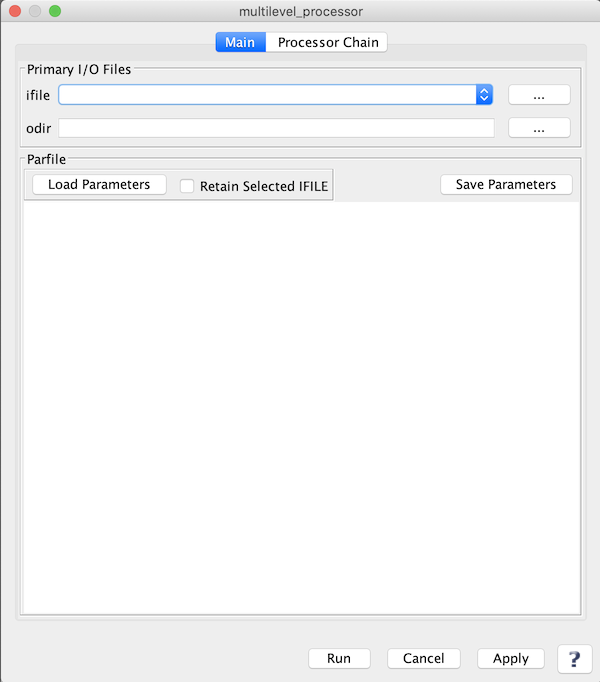 multilevel_processor
Main Processor Chain
Primary I/O Files
ifile ...
odir ...
Parfile
Load Parameters Retain Selected IFILE Save Parameters
Run Cancel Apply ?